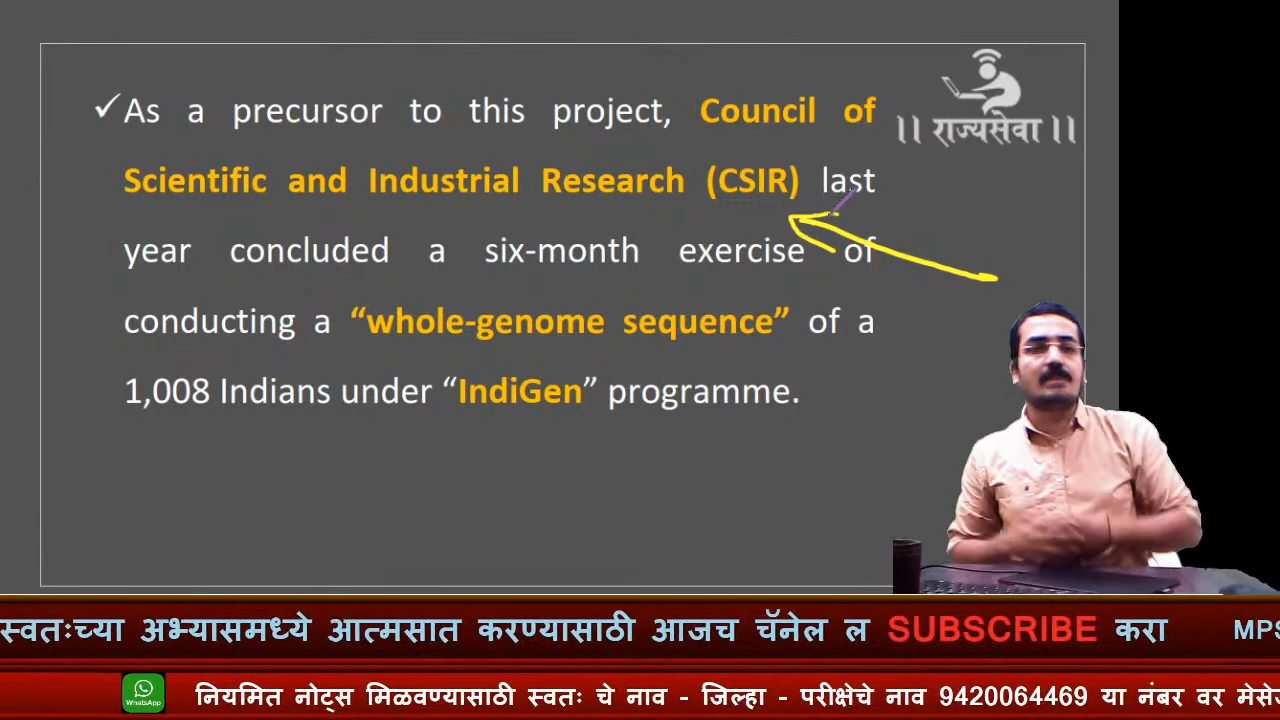 ✓As a precursor to this project, Council of
Scientific and Industrial Research (CSIR) last
year concluded a six-month exercise of
conducting a “whole-genome sequence” of a
1,008 Indians under “IndiGen” programme.
।। राज्यसेवा ।।
स्वतःच्या अभ्यासमध्ये आत्मसात करण्यासाठी आजच चॅनेल ल SUBSCRIBE करा MPS
WhatsApp
नियमित नोट्स मिळवण्यासाठी स्वतः चे नाव - जिल्हा - परीक्षेचे नाव 9420064469 या नंबर वर मेसे